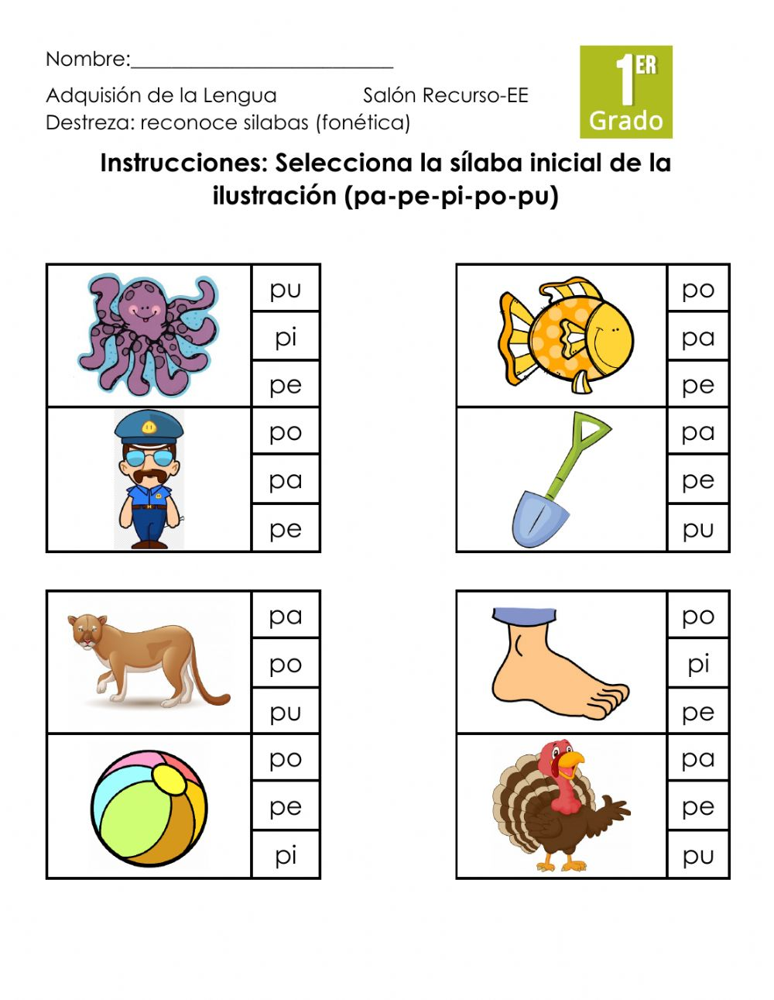 Nombre:__________________________
1ER
Grado
Adquisión de la Lengua Salón Recurso-EE
Destreza: reconoce silabas (fonética)
Instrucciones: Selecciona la sílaba inicial de la
ilustración (pa-pe-pi-po-pu)
pu
pi
pe
po
pa
pe
po
pa
pe
pa
pe
pu
pa
po
pu
po
pe
pi
po
pi
pe
pa
pe
pu